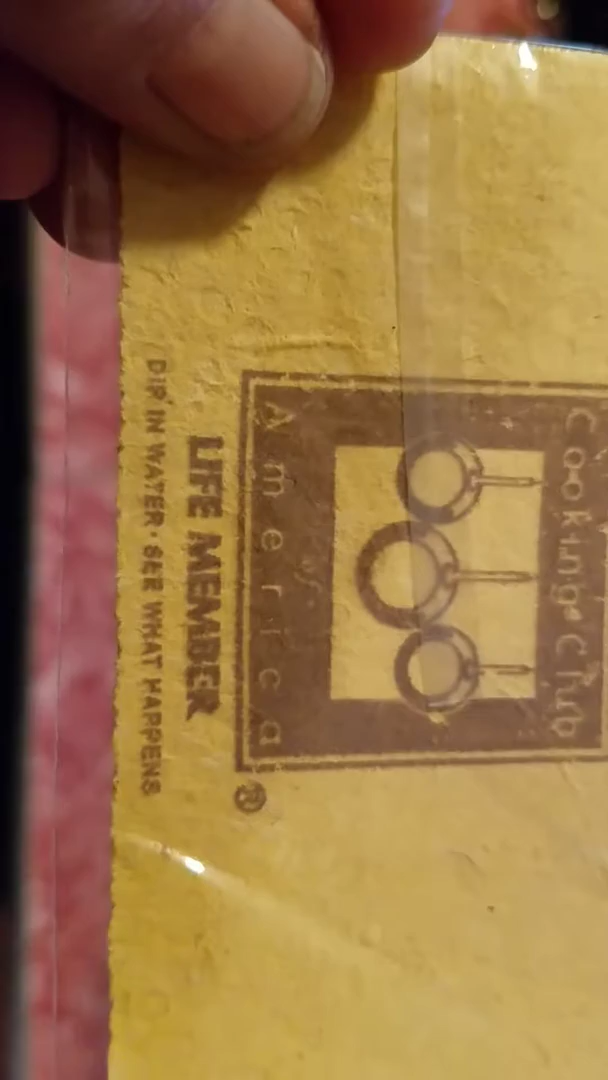 Cooking Club
of
America®
LIFE MEMBER
DIP IN WATER · SEE WHAT HAPPENS